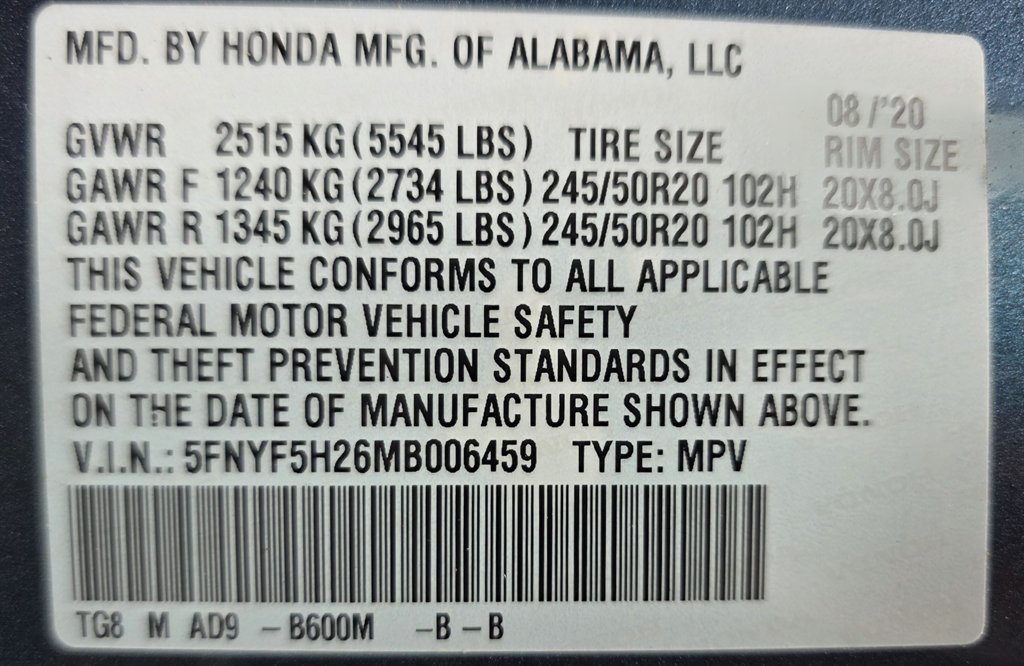 MFD. BY HONDA MFG. OF ALABAMA, LLC
08/'20
GVWR 2515 KG (5545 LBS) TIRE SIZE RIM SIZE
GAWR F 1240 KG (2734 LBS) 245/50R20 102H 20X8.0J
GAWR R 1345 KG (2965 LBS) 245/50R20 102H 20X8.0J
THIS VEHICLE CONFORMS TO ALL APPLICABLE
FEDERAL MOTOR VEHICLE SAFETY
AND THEFT PREVENTION STANDARDS IN EFFECT
ON THE DATE OF MANUFACTURE SHOWN ABOVE.
V.I.N.: 5FNYF5H26MB006459 TYPE: MPV
TG8 M AD9 – B600M –B – B